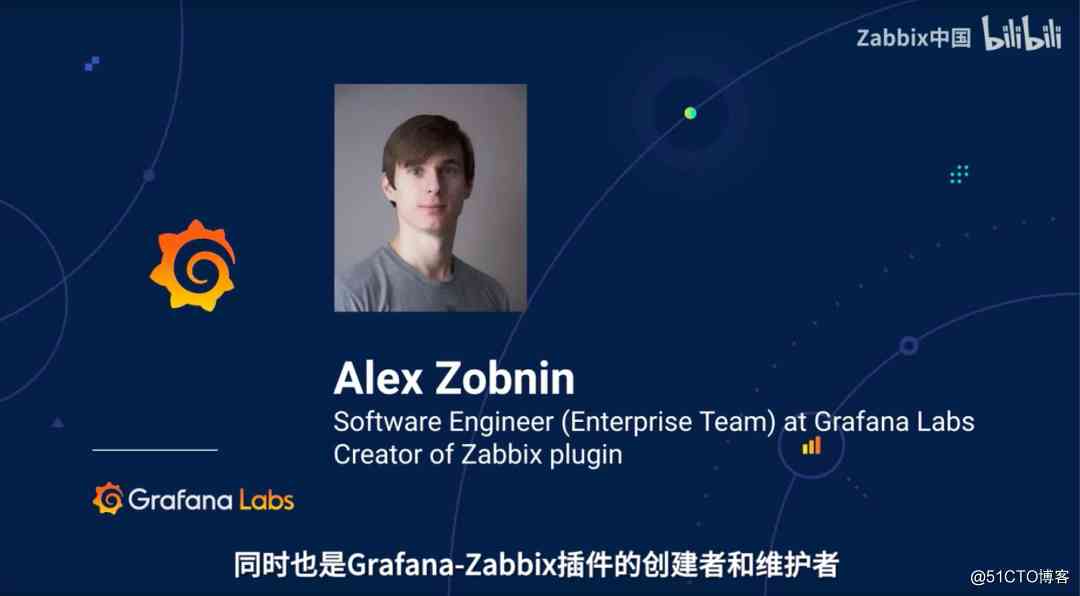 Zabbix中国 bilibili
Alex Zobnin
Software Engineer (Enterprise Team) at Grafana Labs
Creator of Zabbix plugin
Grafana Labs
同时也是Grafana-Zabbix插件的创建者和维护者
@51CTO博客